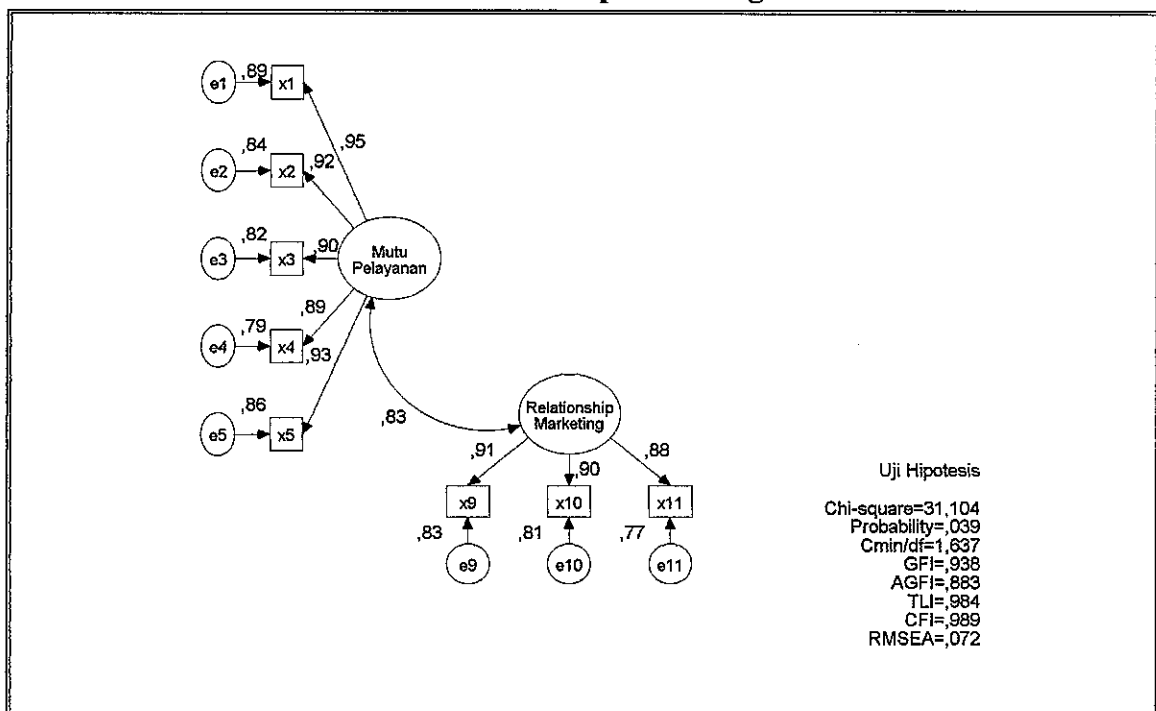 ,89
e1
x1
,95
,84
,92
e2
x2
,82
,90
e3
x3
Mutu
Pelayanan
,89
,79
e4
x4
,93
,86
e5
x5
,83
Relationship
Marketing
,91
,90
,88
x9
x10
x11
,83
,81
,77
e9
e10
e11
Uji Hipotesis
Chi-square=31,104
Probability=,039
Cmin/df=1,637
GFI=,938
AGFI=,883
TLI=,984
CFI=,989
RMSEA=,072